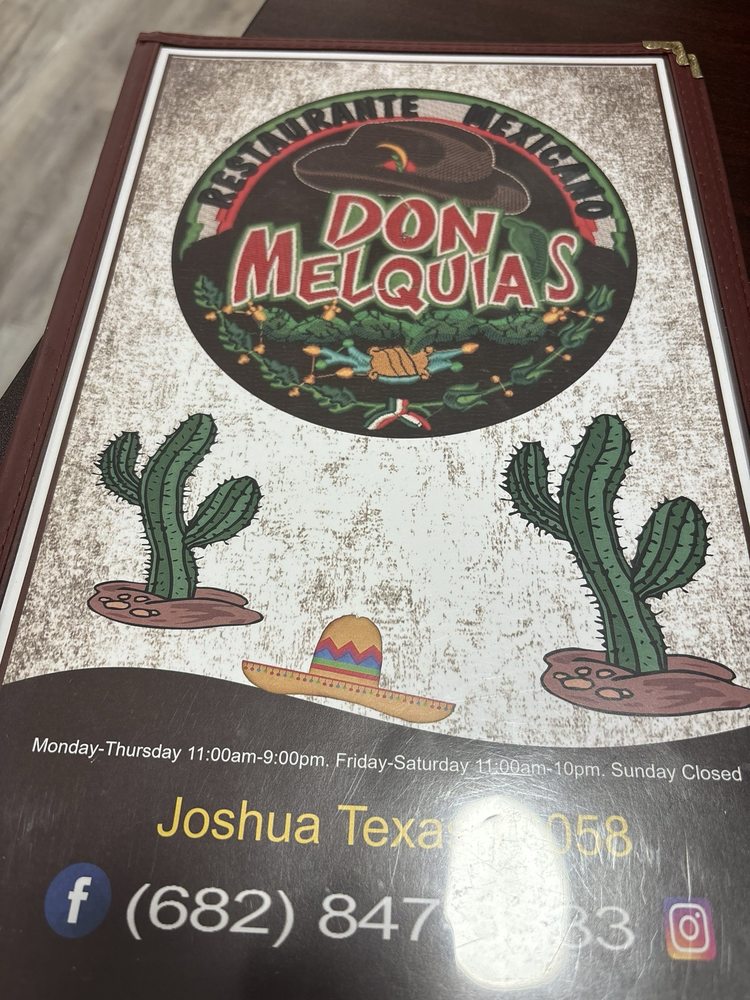 RESTAURANTE MEXICANO
DON
MELQUIAS
Monday-Thursday 11:00am-9:00pm. Friday-Saturday 11:00am-10pm. Sunday Closed
Joshua Texas
(682) 847